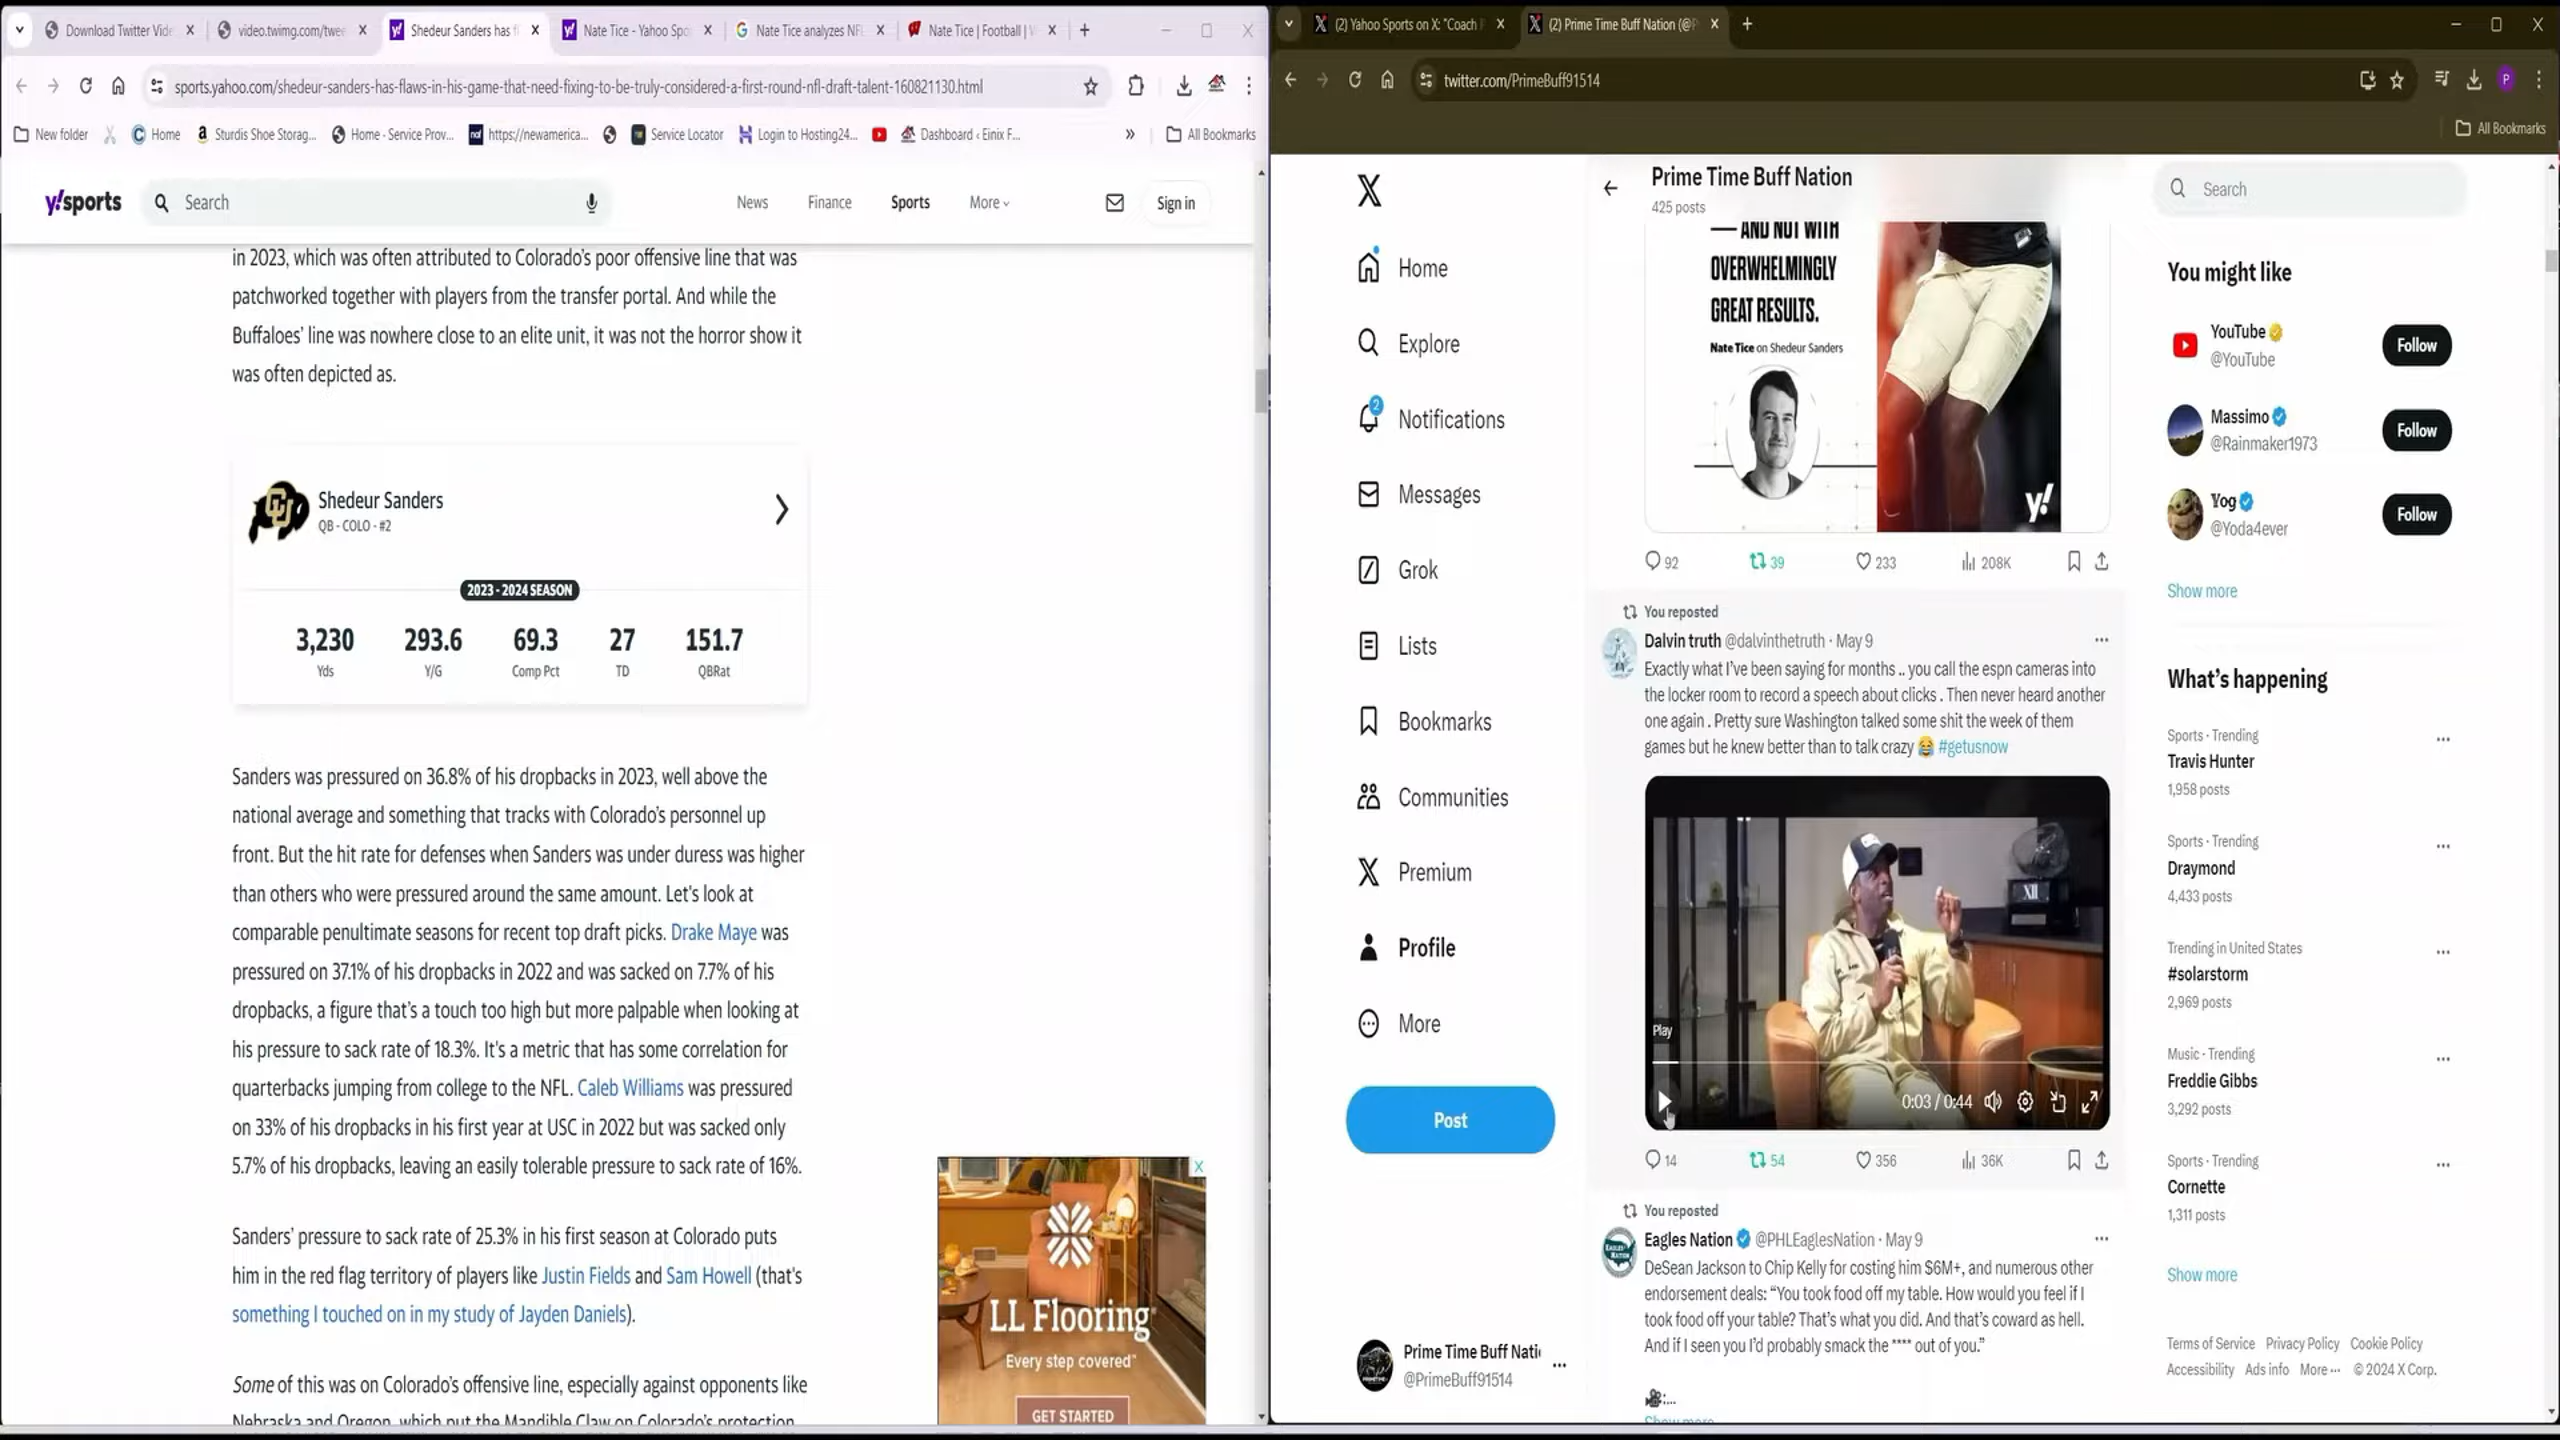 Download Twitter Vid
video.twimg.com/twee
Shedeur Sanders has f
Nate Tice - Yahoo Spo
Nate Tice analyzes NF
Nate Tice | Football |
sports.yahoo.com/shedeur-sanders-has-flaws-in-his-game-that-need-fixing-to-be-truly-considered-a-first-round-nfl-draft-talent-160821130.html
New folder
Home
Sturdis Shoe Storag...
Home - Service Prov...
https://newamerica...
Service Locator
Login to Hosting24...
Dashboard ‹ Einix F...
»
All Bookmarks
y!sports
Search
News
Finance
Sports
More
Sign in
in 2023, which was often attributed to Colorado's poor offensive line that was
patchworked together with players from the transfer portal. And while the
Buffaloes' line was nowhere close to an elite unit, it was not the horror show it
was often depicted as.
Shedeur Sanders
QB - COLO - #2
2023 - 2024 SEASON
3,230 293.6 69.3 27 151.7
Yds Y/G Comp Pct TD QBRat
Sanders was pressured on 36.8% of his dropbacks in 2023, well above the
national average and something that tracks with Colorado's personnel up
front. But the hit rate for defenses when Sanders was under duress was higher
than others who were pressured around the same amount. Let's look at
comparable penultimate seasons for recent top draft picks. Drake Maye was
pressured on 37.1% of his dropbacks in 2022 and was sacked on 7.7% of his
dropbacks, a figure that's a touch too high but more palpable when looking at
his pressure to sack rate of 18.3%. It's a metric that has some correlation for
quarterbacks jumping from college to the NFL. Caleb Williams was pressured
on 33% of his dropbacks in his first year at USC in 2022 but was sacked only
5.7% of his dropbacks, leaving an easily tolerable pressure to sack rate of 16%.
Sanders' pressure to sack rate of 25.3% in his first season at Colorado puts
him in the red flag territory of players like Justin Fields and Sam Howell (that's
something I touched on in my study of Jayden Daniels).
Some of this was on Colorado's offensive line, especially against opponents like
Nebraska and Oregon, which put the Mandible Claw on Colorado's protection
X
LL Flooring
Every step covered
GET STARTED
(2) Yahoo Sports on X: "Coach P
(2) Prime Time Buff Nation (@P
twitter.com/PrimeBuff91514
P
All Bookmarks
Home
Explore
2
Notifications
Messages
Grok
Lists
Bookmarks
Communities
Premium
Profile
More
Post
Prime Time Buff Nati
@PrimeBuff91514
Prime Time Buff Nation
425 posts
— AND NOT WITH
OVERWHELMINGLY
GREAT RESULTS.
Nate Tice on Shedeur Sanders
y!
92 39 233 208K
You reposted
Dalvin truth @dalvinthetruth · May 9
Exactly what I've been saying for months .. you call the espn cameras into
the locker room to record a speech about clicks . Then never heard another
one again . Pretty sure Washington talked some shit the week of them
games but he knew better than to talk crazy 😂 #getusnow
XII
Play
0:03 / 0:44
14 54 356 36K
You reposted
Eagles Nation @PHLEaglesNation · May 9
DeSean Jackson to Chip Kelly for costing him $6M+, and numerous other
endorsement deals: "You took food off my table. How would you feel if I
took food off your table? That's what you did. And that's coward as hell.
And if I seen you I'd probably smack the **** out of you."
🎥:...
Show more
Search
You might like
YouTube
@YouTube
Follow
Massimo
@Rainmaker1973
Follow
Yog
@Yoda4ever
Follow
Show more
What's happening
Sports · Trending
Travis Hunter
1,958 posts
Sports · Trending
Draymond
4,433 posts
Trending in United States
#solarstorm
2,969 posts
Music · Trending
Freddie Gibbs
3,292 posts
Sports · Trending
Cornette
1,311 posts
Show more
Terms of Service Privacy Policy Cookie Policy
Accessibility Ads info More ··· © 2024 X Corp.